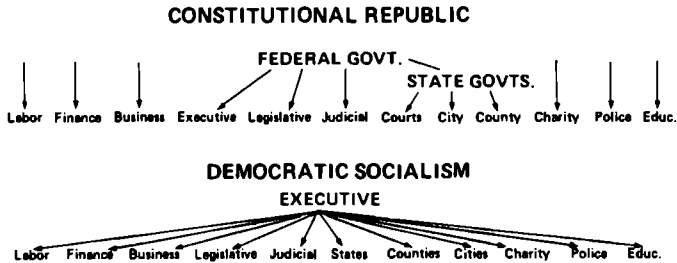 CONSTITUTIONAL REPUBLIC
FEDERAL GOVT.
STATE GOVTS.
Labor Finance Business Executive Legislative Judicial Courts City County Charity Police Educ.
DEMOCRATIC SOCIALISM
EXECUTIVE
Labor Finance Business Legislative Judicial States Counties Cities Charity Police Educ.